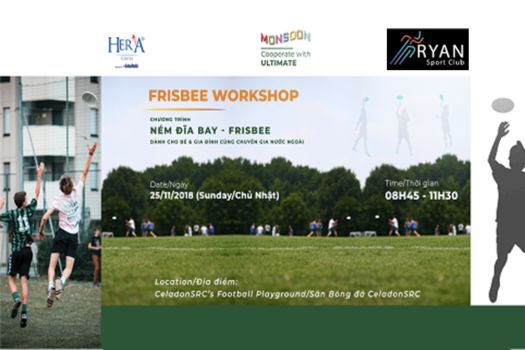 HER'A
MONSOON
Cooperate with
ULTIMATE
RYAN
Sport Club
FRISBEE WORKSHOP
CHƯƠNG TRÌNH
NÉM ĐĨA BAY - FRISBEE
DÀNH CHO BÉ & GIA ĐÌNH CÙNG CHUYÊN GIA NƯỚC NGOÀI
Date/Ngày
25/11/2018 (Sunday/Chủ Nhật)
Time/Thời gian
08H45 - 11H30
Location/Địa điểm:
CeladonSRC's Football Playground/Sân Bóng đá CeladonSRC